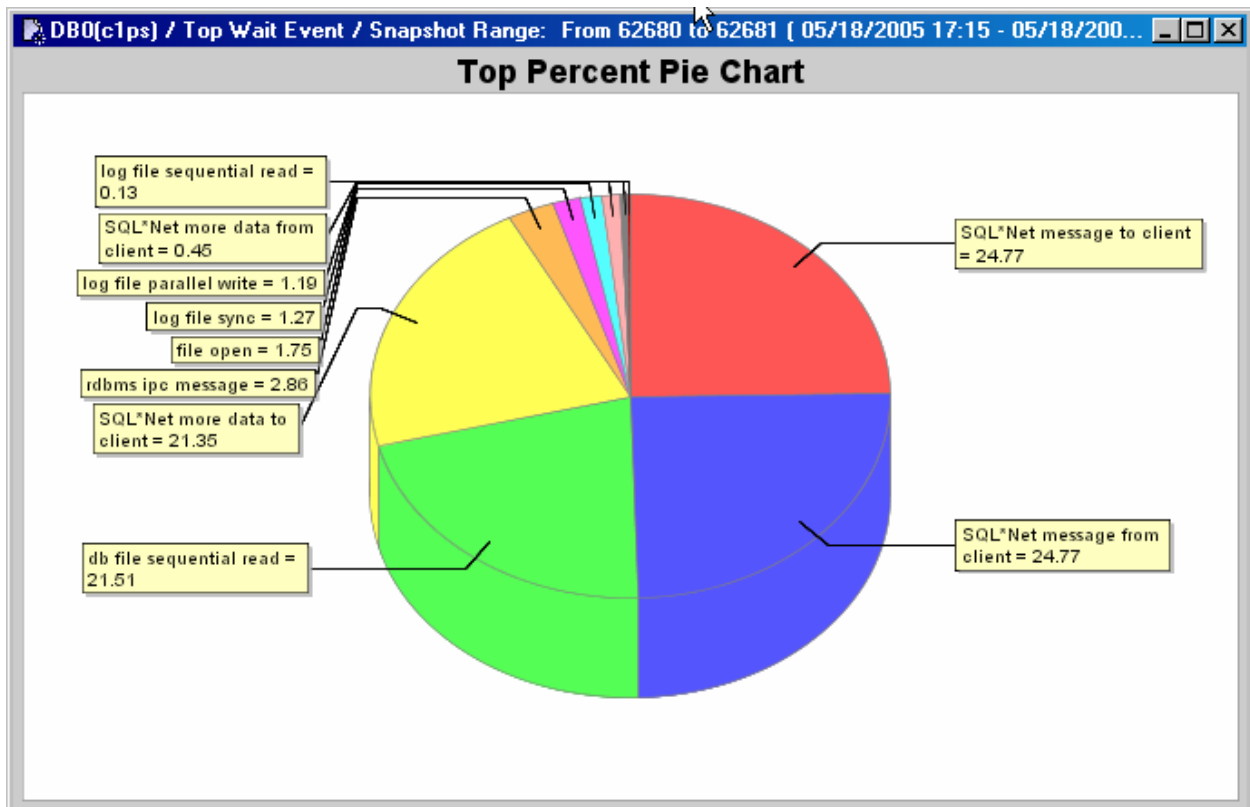 DB0(c1ps) / Top Wait Event / Snapshot Range: From 62680 to 62681 ( 05/18/2005 17:15 - 05/18/200...
Top Percent Pie Chart
log file sequential read =
0.13
SQL*Net more data from
client = 0.45
log file parallel write = 1.19
log file sync = 1.27
file open = 1.75
rdbms ipc message = 2.86
SQL*Net more data to
client = 21.35
db file sequential read =
21.51
SQL*Net message to client
= 24.77
SQL*Net message from
client = 24.77